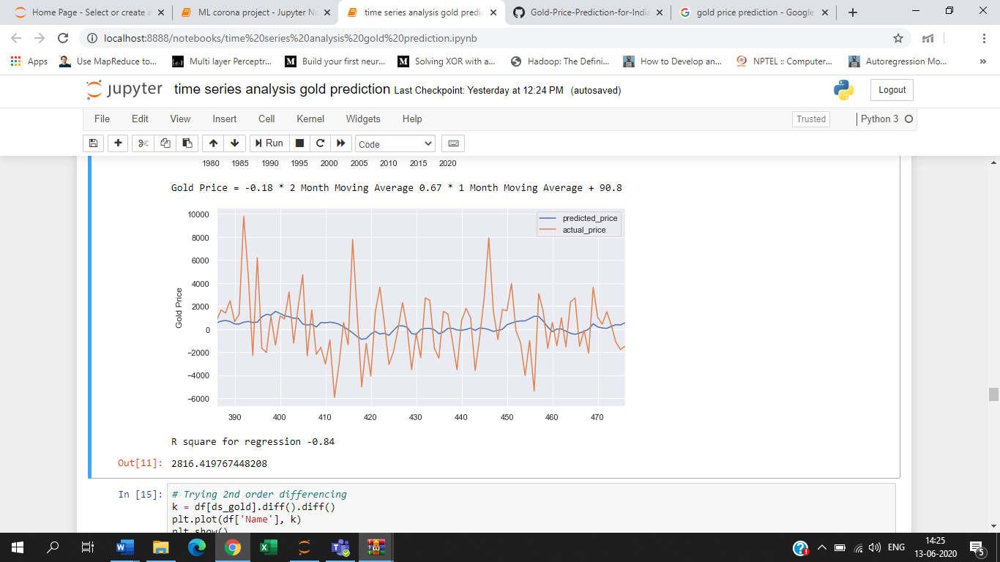 Home Page - Select or create a
ML corona project - Jupyter No
time series analysis gold predic
Gold-Price-Prediction-for-India
gold price prediction - Google
localhost:8888/notebooks/time%20series%20analysis%20gold%20prediction.ipynb
Apps
Use MapReduce to...
Multi layer Perceptr...
Build your first neur...
Solving XOR with a...
Hadoop: The Defini...
How to Develop an...
NPTEL :: Computer...
Autoregression Mo...
jupyter
time series analysis gold prediction Last Checkpoint: Yesterday at 12:24 PM (autosaved)
Logout
File Edit View Insert Cell Kernel Widgets Help
Trusted
Python 3
Run
Code
1980 1985 1990 1995 2000 2005 2010 2015 2020
Gold Price = -0.18 * 2 Month Moving Average 0.67 * 1 Month Moving Average + 90.8
predicted_price
actual_price
10000
8000
6000
4000
2000
0
−2000
−4000
−6000
Gold Price
390 400 410 420 430 440 450 460 470
R square for regression -0.84
Out[11]: 2816.419767448208
In [15]: # Trying 2nd order differencing
k = df[ds_gold].diff().diff()
plt.plot(df['Name'], k)
plt.show()
ENG
14:25
13-06-2020
5